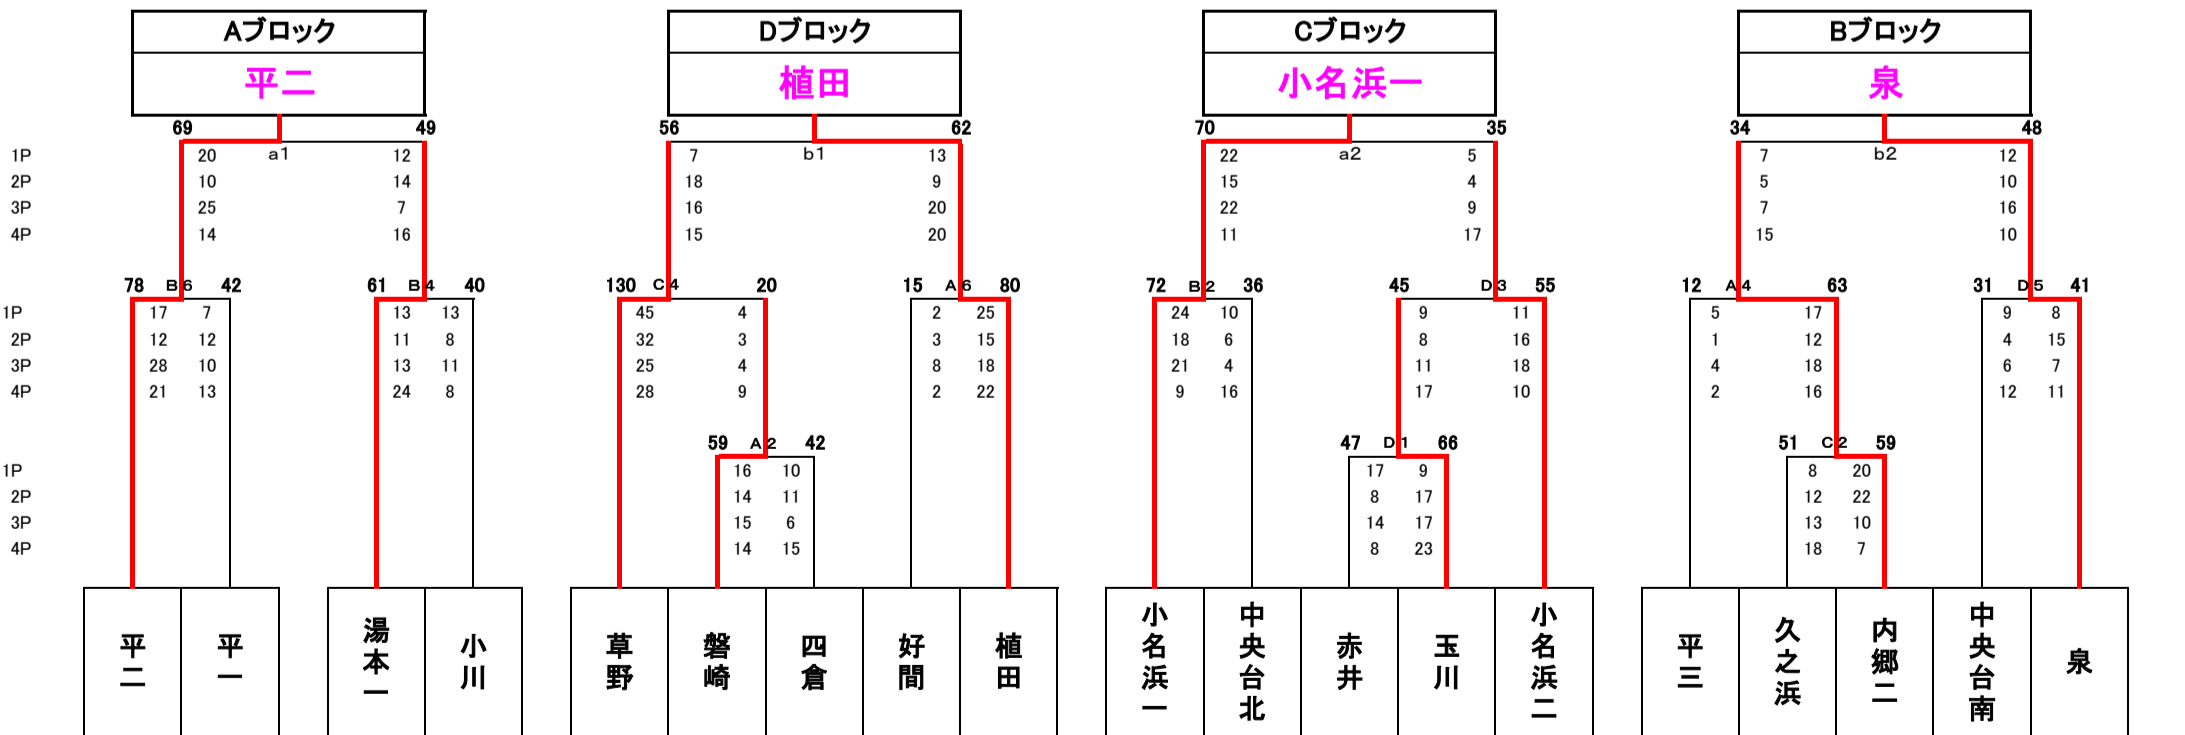 Aブロック Dブロック Cブロック Bブロック
平二 植田 小名浜一 泉
69 49 56 62 70 35 34 48
1P 20 a1 12 7 b1 13 22 a2 5 7 b2 12
2P 10 14 18 9 15 4 5 10
3P 25 7 16 20 22 9 7 16
4P 14 16 15 20 11 17 15 10
78 B6 42 61 B4 40 130 C4 20 15 A6 80 72 B2 36 45 D3 55 12 A4 63 31 D5 41
1P 17 7 13 13 45 4 2 25 24 10 9 11 5 17 9 8
2P 12 12 11 8 32 3 3 15 18 6 8 16 1 12 4 15
3P 28 10 13 11 25 4 8 18 21 4 11 18 4 18 6 7
4P 21 13 24 8 28 9 2 22 9 16 17 10 2 16 12 11
59 A2 42 47 D1 66 51 C2 59
1P 16 10 17 9 8 20
2P 14 11 8 17 12 22
3P 15 6 14 17 13 10
4P 14 15 8 23 18 7
平二 平一 湯本一 小川 草野 磐崎 四倉 好間 植田 小名浜一 中央台北 赤井 玉川 小名浜二 平三 久之浜 内郷二 中央台南 泉